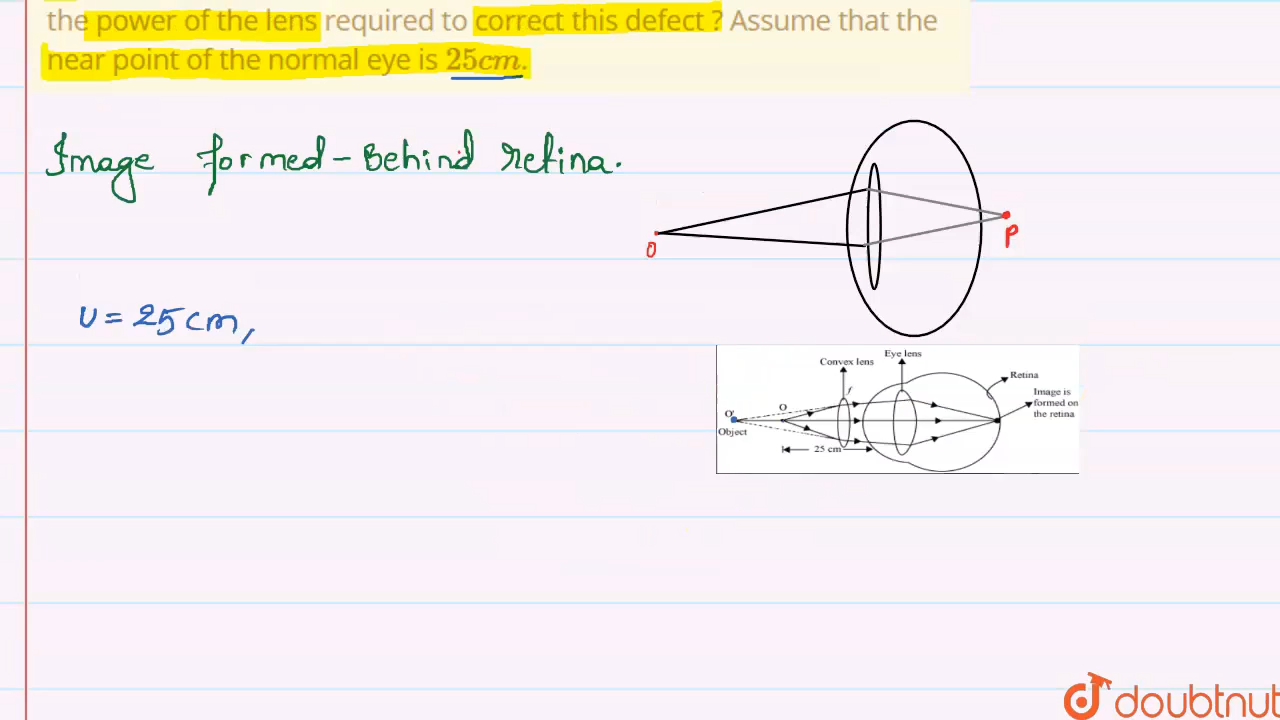 the power of the lens required to correct this defect ? Assume that the
near point of the normal eye is 25cm.
Image formed - Behind retina.
O
P
u = 25 cm,
Convex lens
Eye lens
Retina
Image is
formed on
the retina
f
O'
O
Object
25 cm
doubtnut